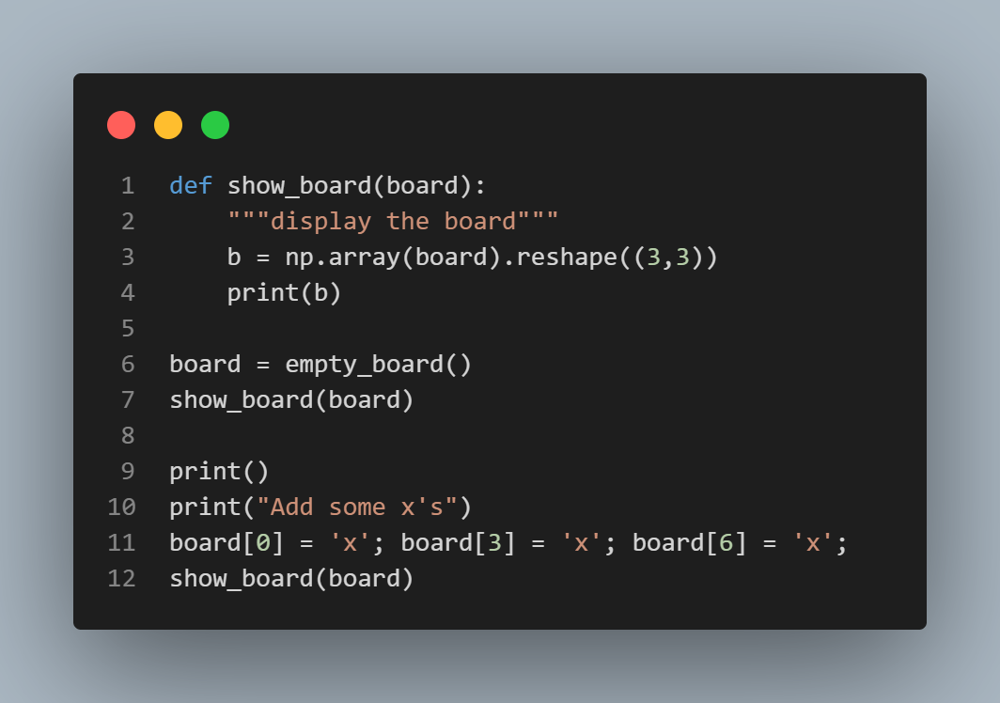 1 def show_board(board):
2     """display the board"""
3     b = np.array(board).reshape((3,3))
4     print(b)
5
6 board = empty_board()
7 show_board(board)
8
9 print()
10 print("Add some x's")
11 board[0] = 'x'; board[3] = 'x'; board[6] = 'x';
12 show_board(board)